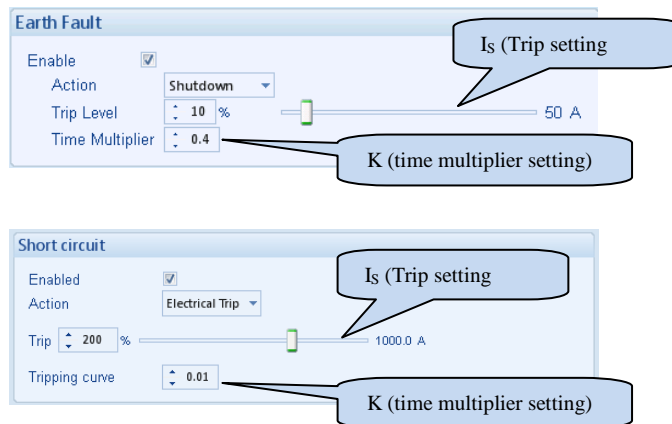 Earth Fault
IS (Trip setting
Enable
Action Shutdown
Trip Level 10 % 50 A
Time Multiplier 0.4
K (time multiplier setting)
Short circuit
IS (Trip setting
Enabled
Action Electrical Trip
Trip 200 % 1000.0 A
Tripping curve 0.01
K (time multiplier setting)